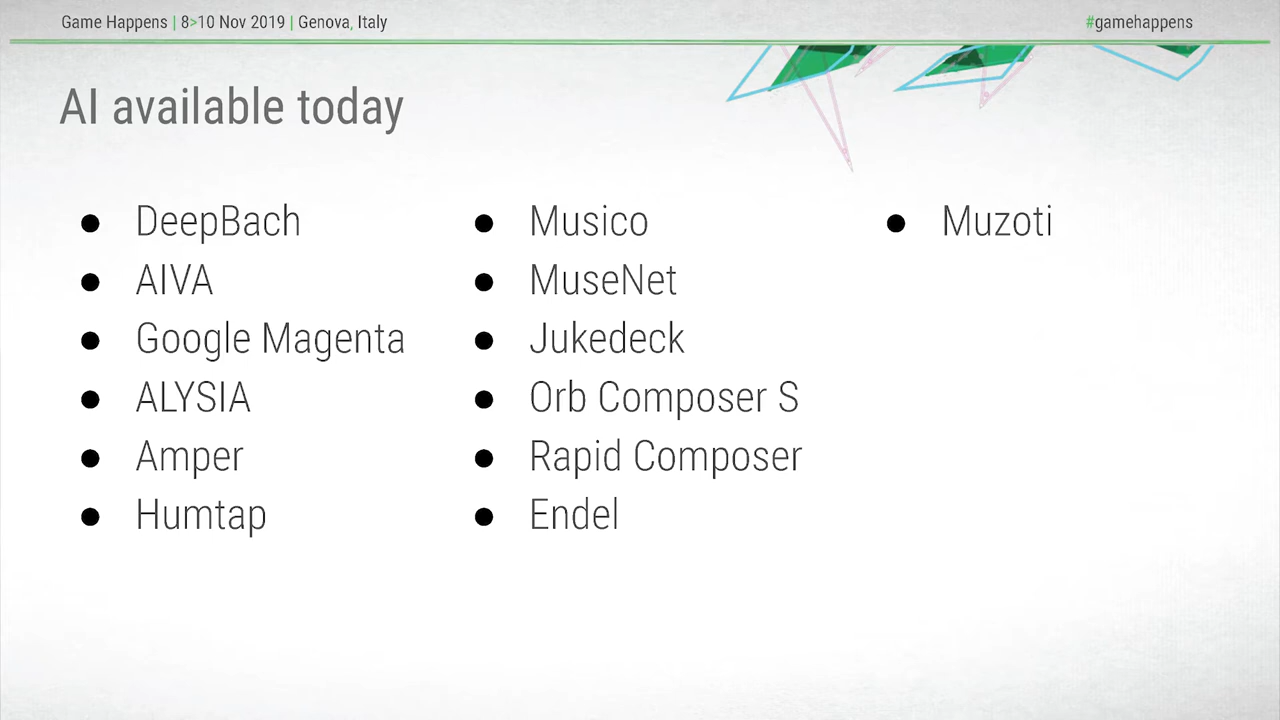 Game Happens | 8>10 Nov 2019 | Genova, Italy
#gamehappens
AI available today
● DeepBach
● AIVA
● Google Magenta
● ALYSIA
● Amper
● Humtap
● Musico
● MuseNet
● Jukedeck
● Orb Composer S
● Rapid Composer
● Endel
● Muzoti